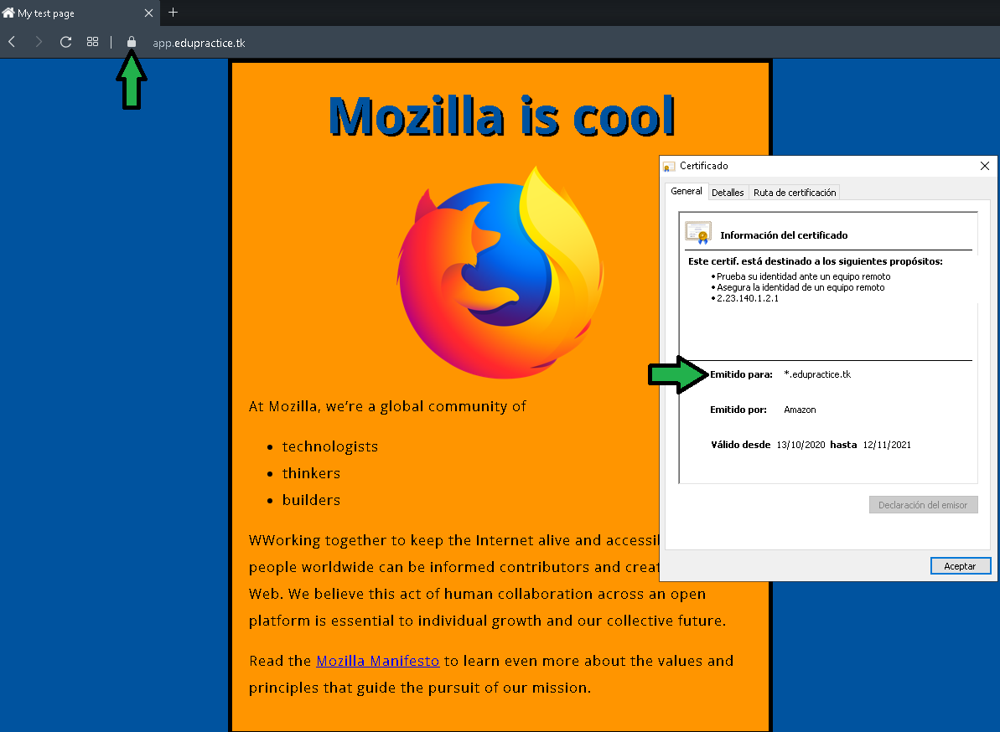 My test page
app.edupractice.tk
Mozilla is cool
At Mozilla, we’re a global community of
technologists
thinkers
builders
WWorking together to keep the Internet alive and
people worldwide can be informed contributors and
Web. We believe this act of human collaboration across an open
platform is essential to individual growth and our collective future.
Read the Mozilla Manifesto to learn even more about the values and
principles that guide the pursuit of our mission.
Certificado
General
Detalles
Ruta de certificación
Información del certificado
Este certif. está destinado a los siguientes propósitos:
•Prueba su identidad ante un equipo remoto
•Asegura la identidad de un equipo remoto
•2.23.140.1.2.1
Emitido para: *.edupractice.tk
Emitido por: Amazon
Válido desde 13/10/2020 hasta 12/11/2021
Declaración del emisor
Aceptar